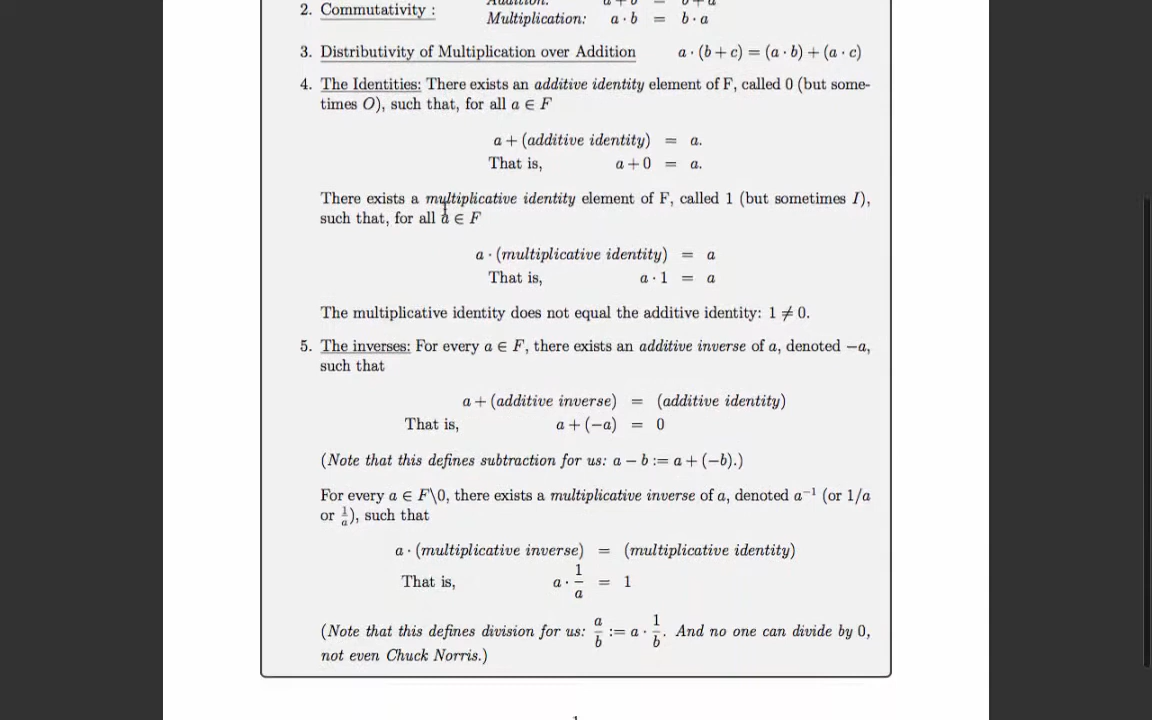 2. Commutativity : Addition: a + b = b + a
Multiplication: a · b = b · a
3. Distributivity of Multiplication over Addition a · (b + c) = (a · b) + (a · c)
4. The Identities: There exists an additive identity element of F, called 0 (but some-
times O), such that, for all a ∈ F
a + (additive identity) = a.
That is, a + 0 = a.
There exists a multiplicative identity element of F, called 1 (but sometimes I),
such that, for all a ∈ F
a · (multiplicative identity) = a
That is, a · 1 = a
The multiplicative identity does not equal the additive identity: 1 ≠ 0.
5. The inverses: For every a ∈ F, there exists an additive inverse of a, denoted −a,
such that
a + (additive inverse) = (additive identity)
That is, a + (−a) = 0
(Note that this defines subtraction for us: a − b := a + (−b).)
For every a ∈ F\0, there exists a multiplicative inverse of a, denoted a⁻¹ (or 1/a
or 1/a), such that
a · (multiplicative inverse) = (multiplicative identity)
That is, a · 1/a = 1
(Note that this defines division for us: a/b := a · 1/b. And no one can divide by 0,
not even Chuck Norris.)